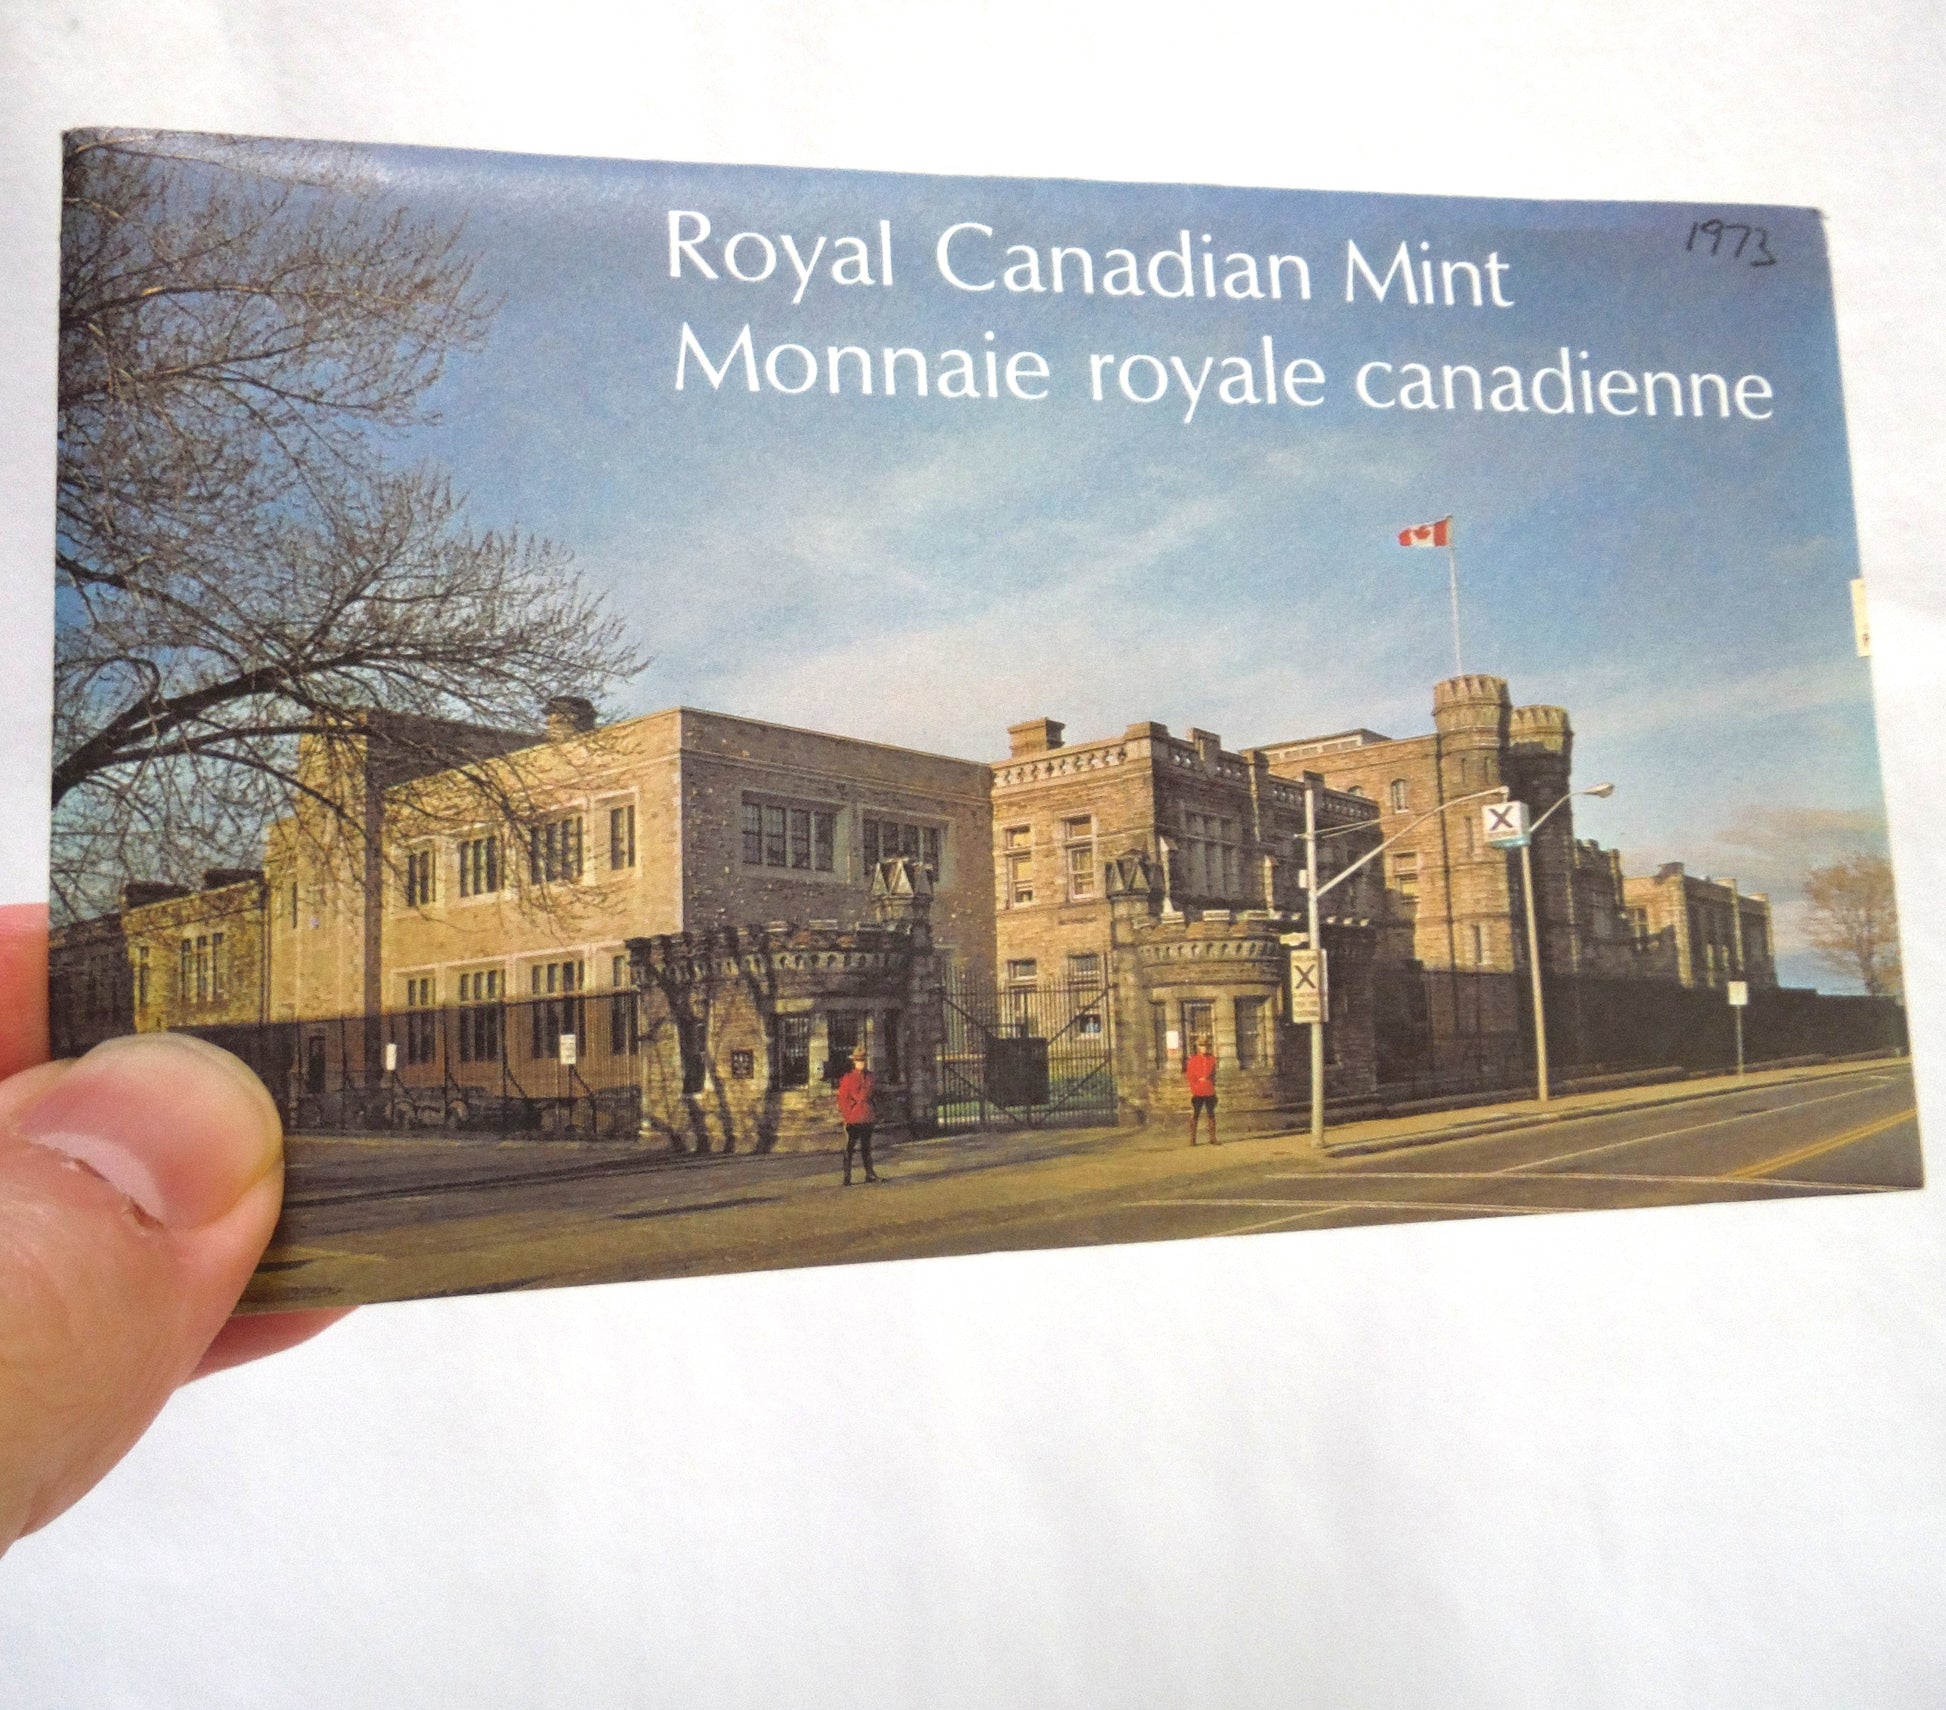 Royal Canadian Mint
1973
Monnaie royale canadienne
X
X